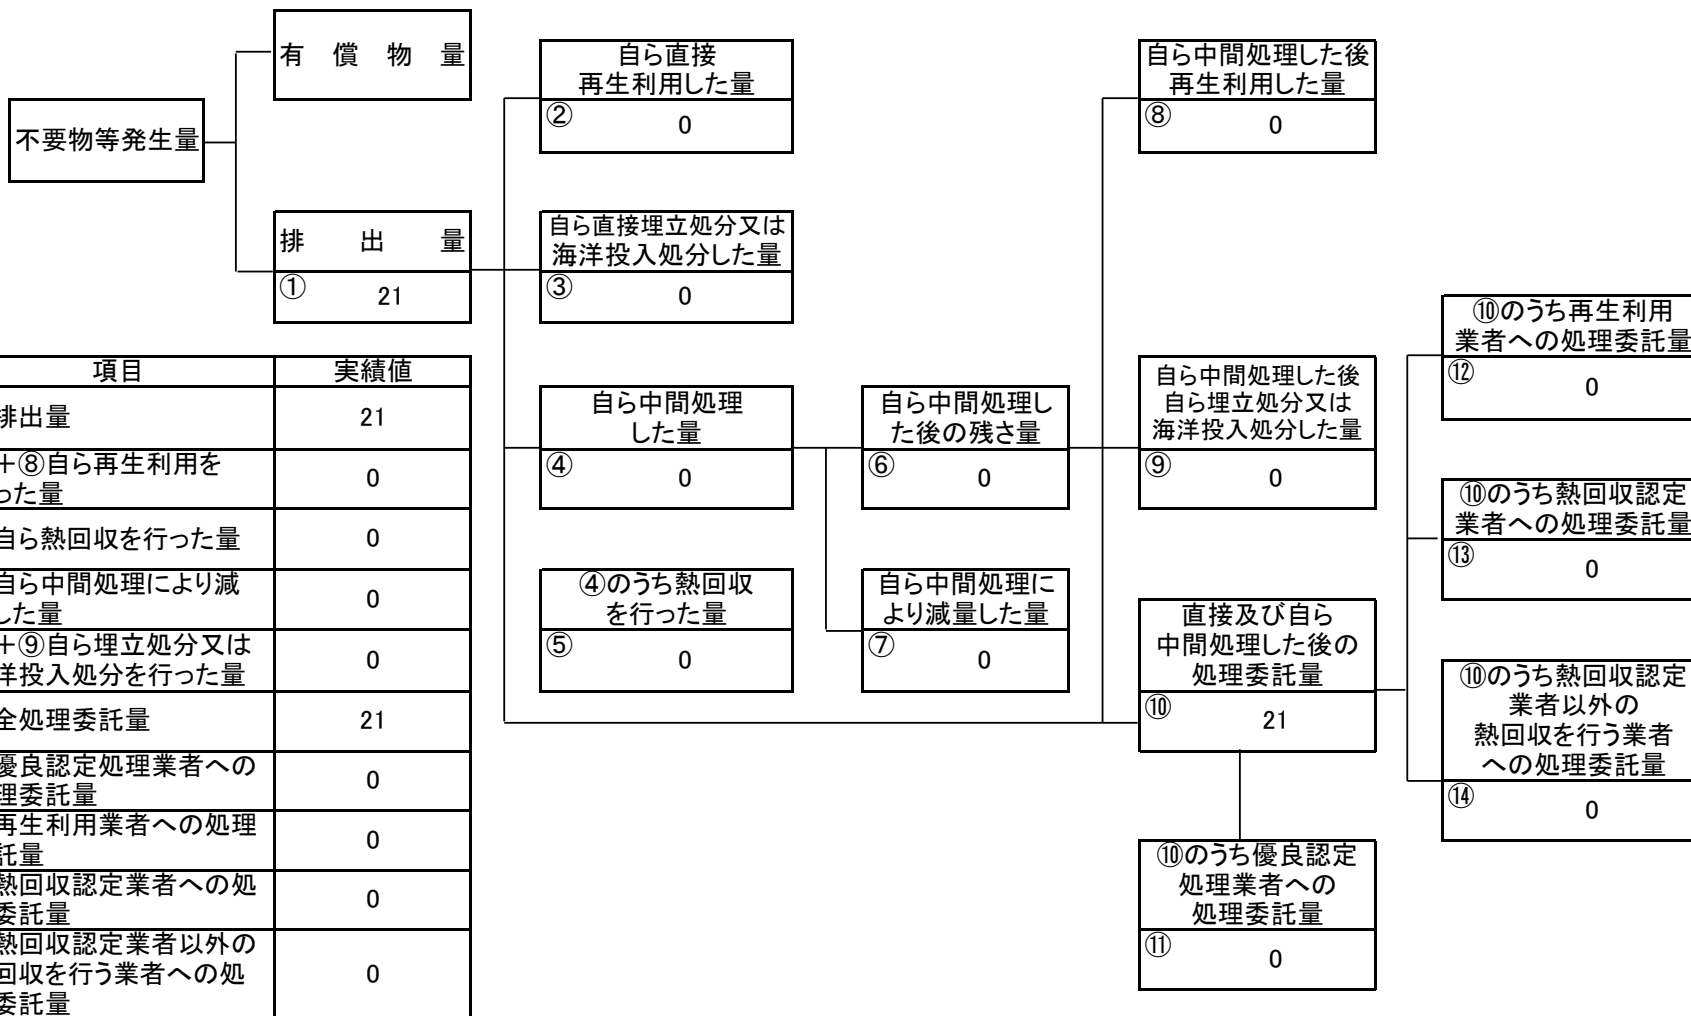 有償物量
不要物等発生量
排出量
①
21
自ら直接
再生利用した量
②
0
自ら直接埋立処分又は
海洋投入処分した量
③
0
自ら中間処理
した量
④
0
④のうち熱回収
を行った量
⑤
0
自ら中間処理し
た後の残さ量
⑥
0
自ら中間処理に
より減量した量
⑦
0
自ら中間処理した後
再生利用した量
⑧
0
自ら中間処理した後
自ら埋立処分又は
海洋投入処分した量
⑨
0
直接及び自ら
中間処理した後の
処理委託量
⑩
21
⑩のうち優良認定
処理業者への
処理委託量
⑪
0
⑩のうち再生利用
業者への処理委託量
⑫
0
⑩のうち熱回収認定
業者への処理委託量
⑬
0
⑩のうち熱回収認定
業者以外の
熱回収を行う業者
への処理委託量
⑭
0
項目
実績値
排出量
21
+⑧自ら再生利用を
った量
0
自ら熱回収を行った量
0
自ら中間処理により減
した量
0
+⑨自ら埋立処分又は
洋投入処分を行った量
0
全処理委託量
21
優良認定処理業者への
理委託量
0
再生利用業者への処理
託量
0
熱回収認定業者への処
委託量
0
熱回収認定業者以外の
回収を行う業者への処
委託量
0